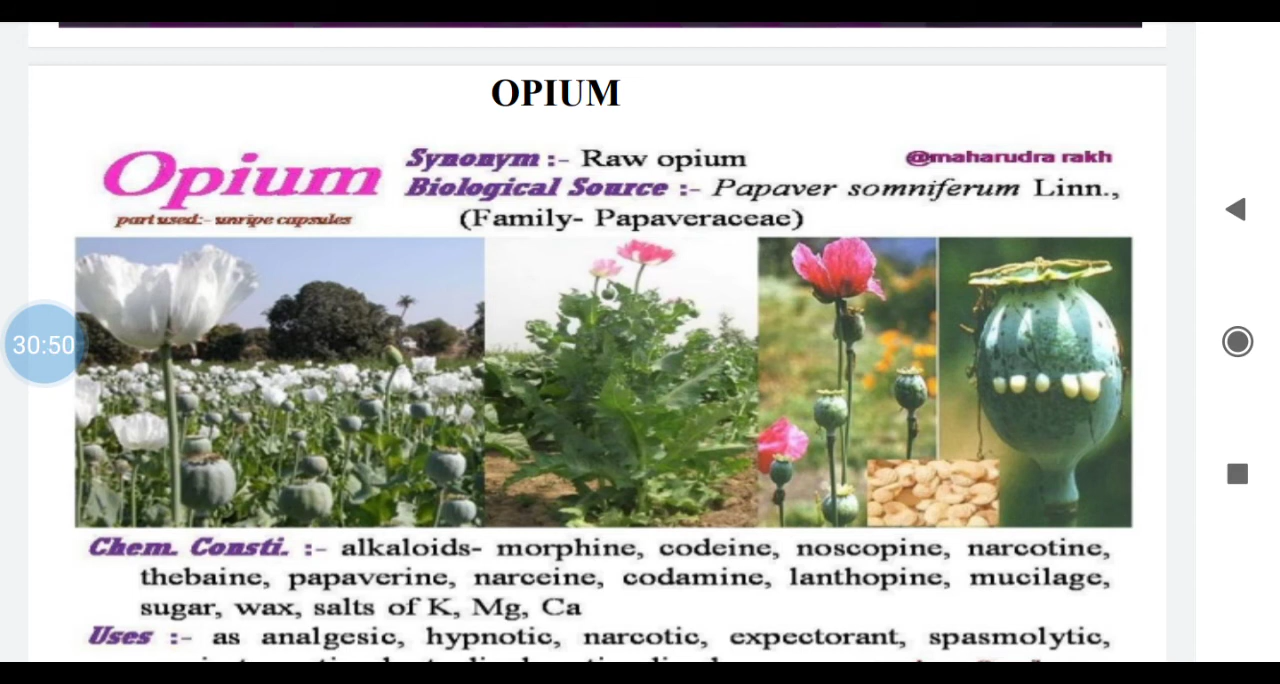 OPIUM
Opium
part used:- unripe capsules
Synonym :- Raw opium
@maharudra rakh
Biological Source :- Papaver somniferum Linn.,
(Family- Papaveraceae)
30:50
Chem. Consti. :- alkaloids- morphine, codeine, noscopine, narcotine,
thebaine, papaverine, narceine, codamine, lanthopine, mucilage,
sugar, wax, salts of K, Mg, Ca
Uses :- as analgesic, hypnotic, narcotic, expectorant, spasmolytic,